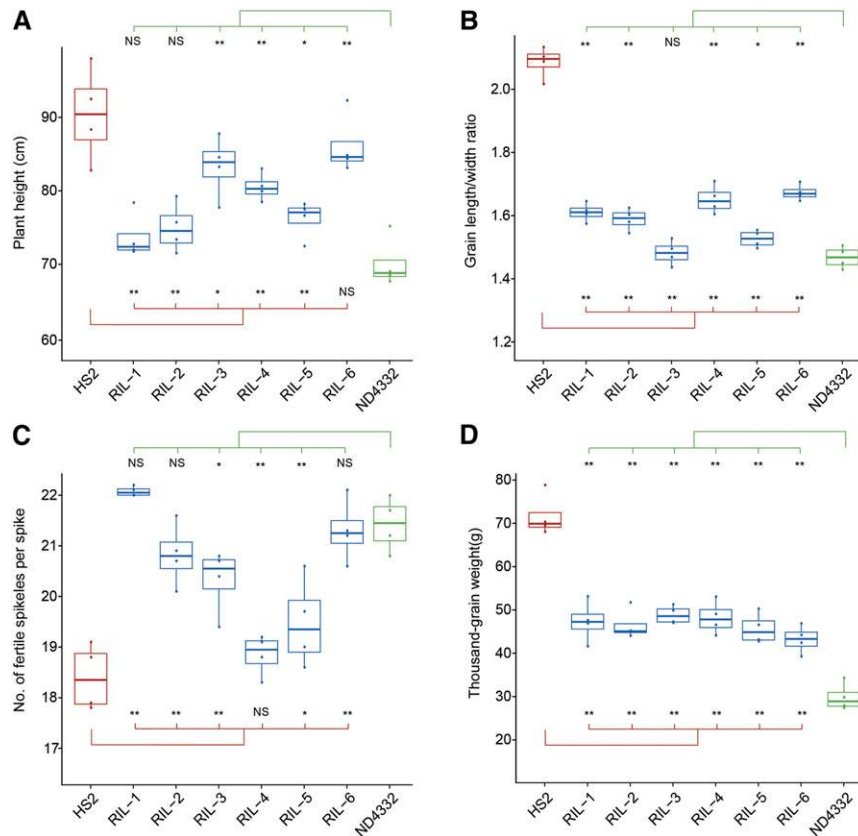 A
NS NS ** ** * **
Plant height (cm)
90
80
70
60
** ** * ** ** NS
HS2 RIL-1 RIL-2 RIL-3 RIL-4 RIL-5 RIL-6 ND4332
B
** ** NS ** * **
Grain length/width ratio
2.0
1.8
1.6
1.4
1.2
** ** ** ** ** **
HS2 RIL-1 RIL-2 RIL-3 RIL-4 RIL-5 RIL-6 ND4332
C
NS NS * ** ** NS
No. of fertile spikeles per spike
22
21
20
19
18
17
** ** ** NS * **
HS2 RIL-1 RIL-2 RIL-3 RIL-4 RIL-5 RIL-6 ND4332
D
** ** ** ** ** **
Thousand-grain weight(g)
80
70
60
50
40
30
20
** ** ** ** ** **
HS2 RIL-1 RIL-2 RIL-3 RIL-4 RIL-5 RIL-6 ND4332